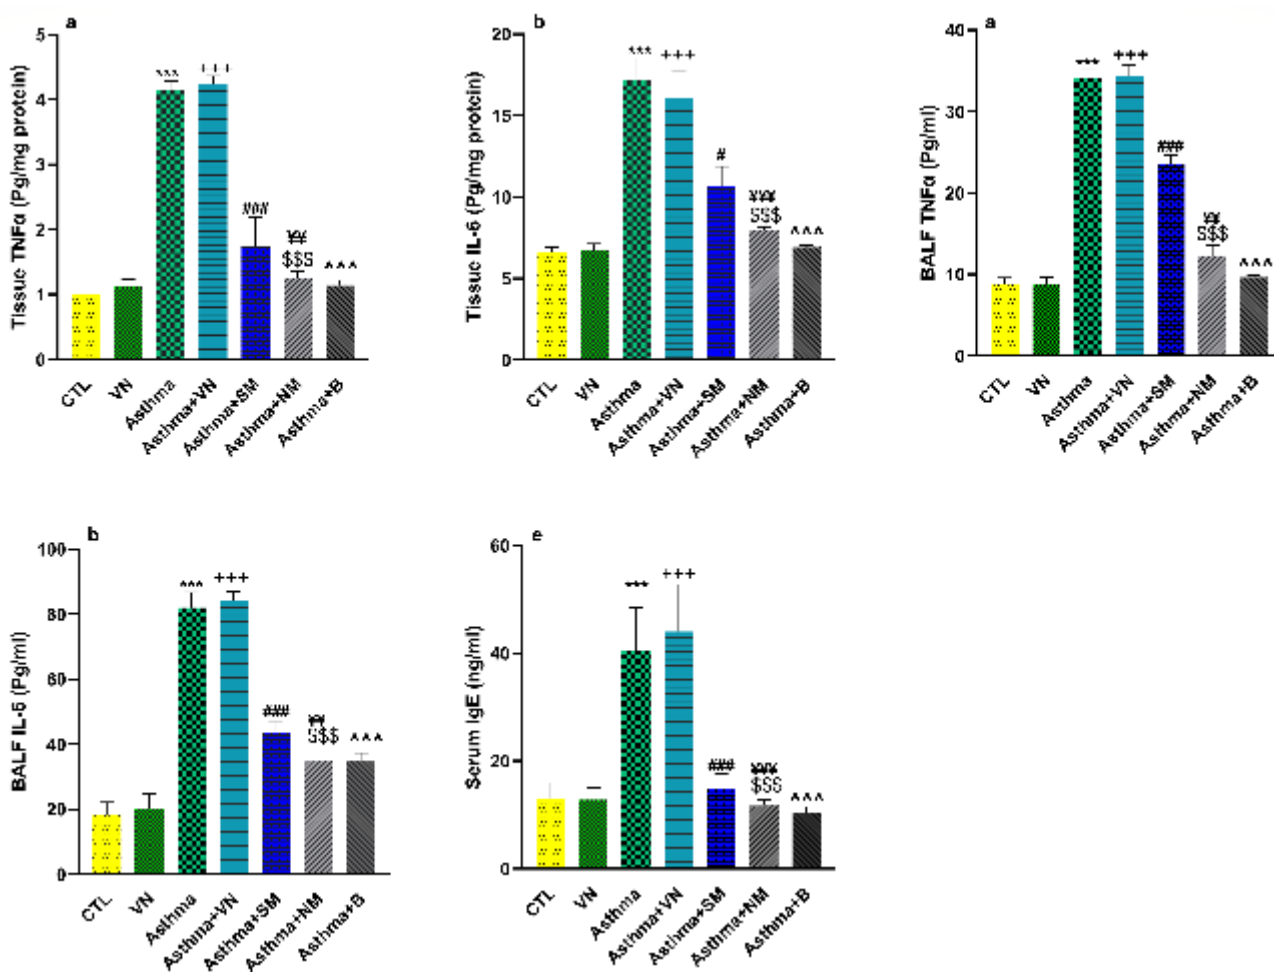 a
Tissue TNFα (Pg/mg protein)
5
4
3
2
1
0
***
+++
###
¥¥
$$$
^^^
CTL
VN
Asthma
Asthma+VN
Asthma+SM
Asthma+NM
Asthma+B
b
Tissue IL-6 (Pg/mg protein)
20
15
10
5
0
***
+++
#
¥¥¥
$$$
^^^
CTL
VN
Asthma
Asthma+VN
Asthma+SM
Asthma+NM
Asthma+B
a
BALF TNFα (Pg/ml)
40
30
20
10
0
***
+++
###
¥¥
$$$
^^^
CTL
VN
Asthma
Asthma+VN
Asthma+SM
Asthma+NM
Asthma+B
b
BALF IL-6 (Pg/ml)
100
80
60
40
20
0
***
+++
###
¥¥
$$$
^^^
CTL
VN
Asthma
Asthma+VN
Asthma+SM
Asthma+NM
Asthma+B
e
Serum IgE (ng/ml)
60
40
20
0
***
+++
###
¥¥¥
$$$
^^^
CTL
VN
Asthma
Asthma+VN
Asthma+SM
Asthma+NM
Asthma+B